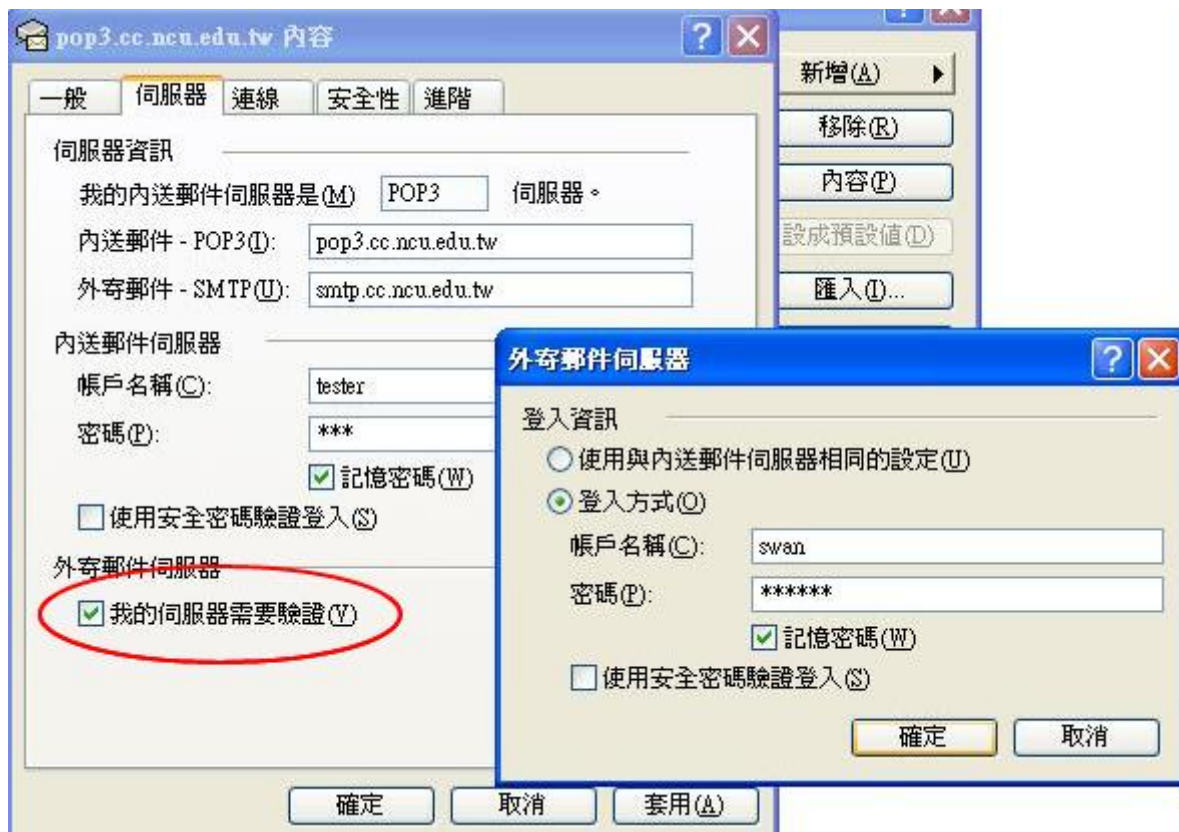 pop3.cc.ncu.edu.tw 內容
一般 伺服器 連線 安全性 進階
伺服器資訊
我的內送郵件伺服器是(M) POP3 伺服器。
內送郵件 - POP3(I): pop3.cc.ncu.edu.tw
外寄郵件 - SMTP(U): smtp.cc.ncu.edu.tw
內送郵件伺服器
帳戶名稱(C): tester
密碼(P): ***
記憶密碼(W)
使用安全密碼驗證登入(S)
外寄郵件伺服器
我的伺服器需要驗證(V)
確定 取消 套用(A)
新增(A)
移除(R)
內容(P)
設成預設值(D)
匯入(I)...
外寄郵件伺服器
登入資訊
使用與內送郵件伺服器相同的設定(U)
登入方式(O)
帳戶名稱(C): swan
密碼(P): ******
記憶密碼(W)
使用安全密碼驗證登入(S)
確定 取消